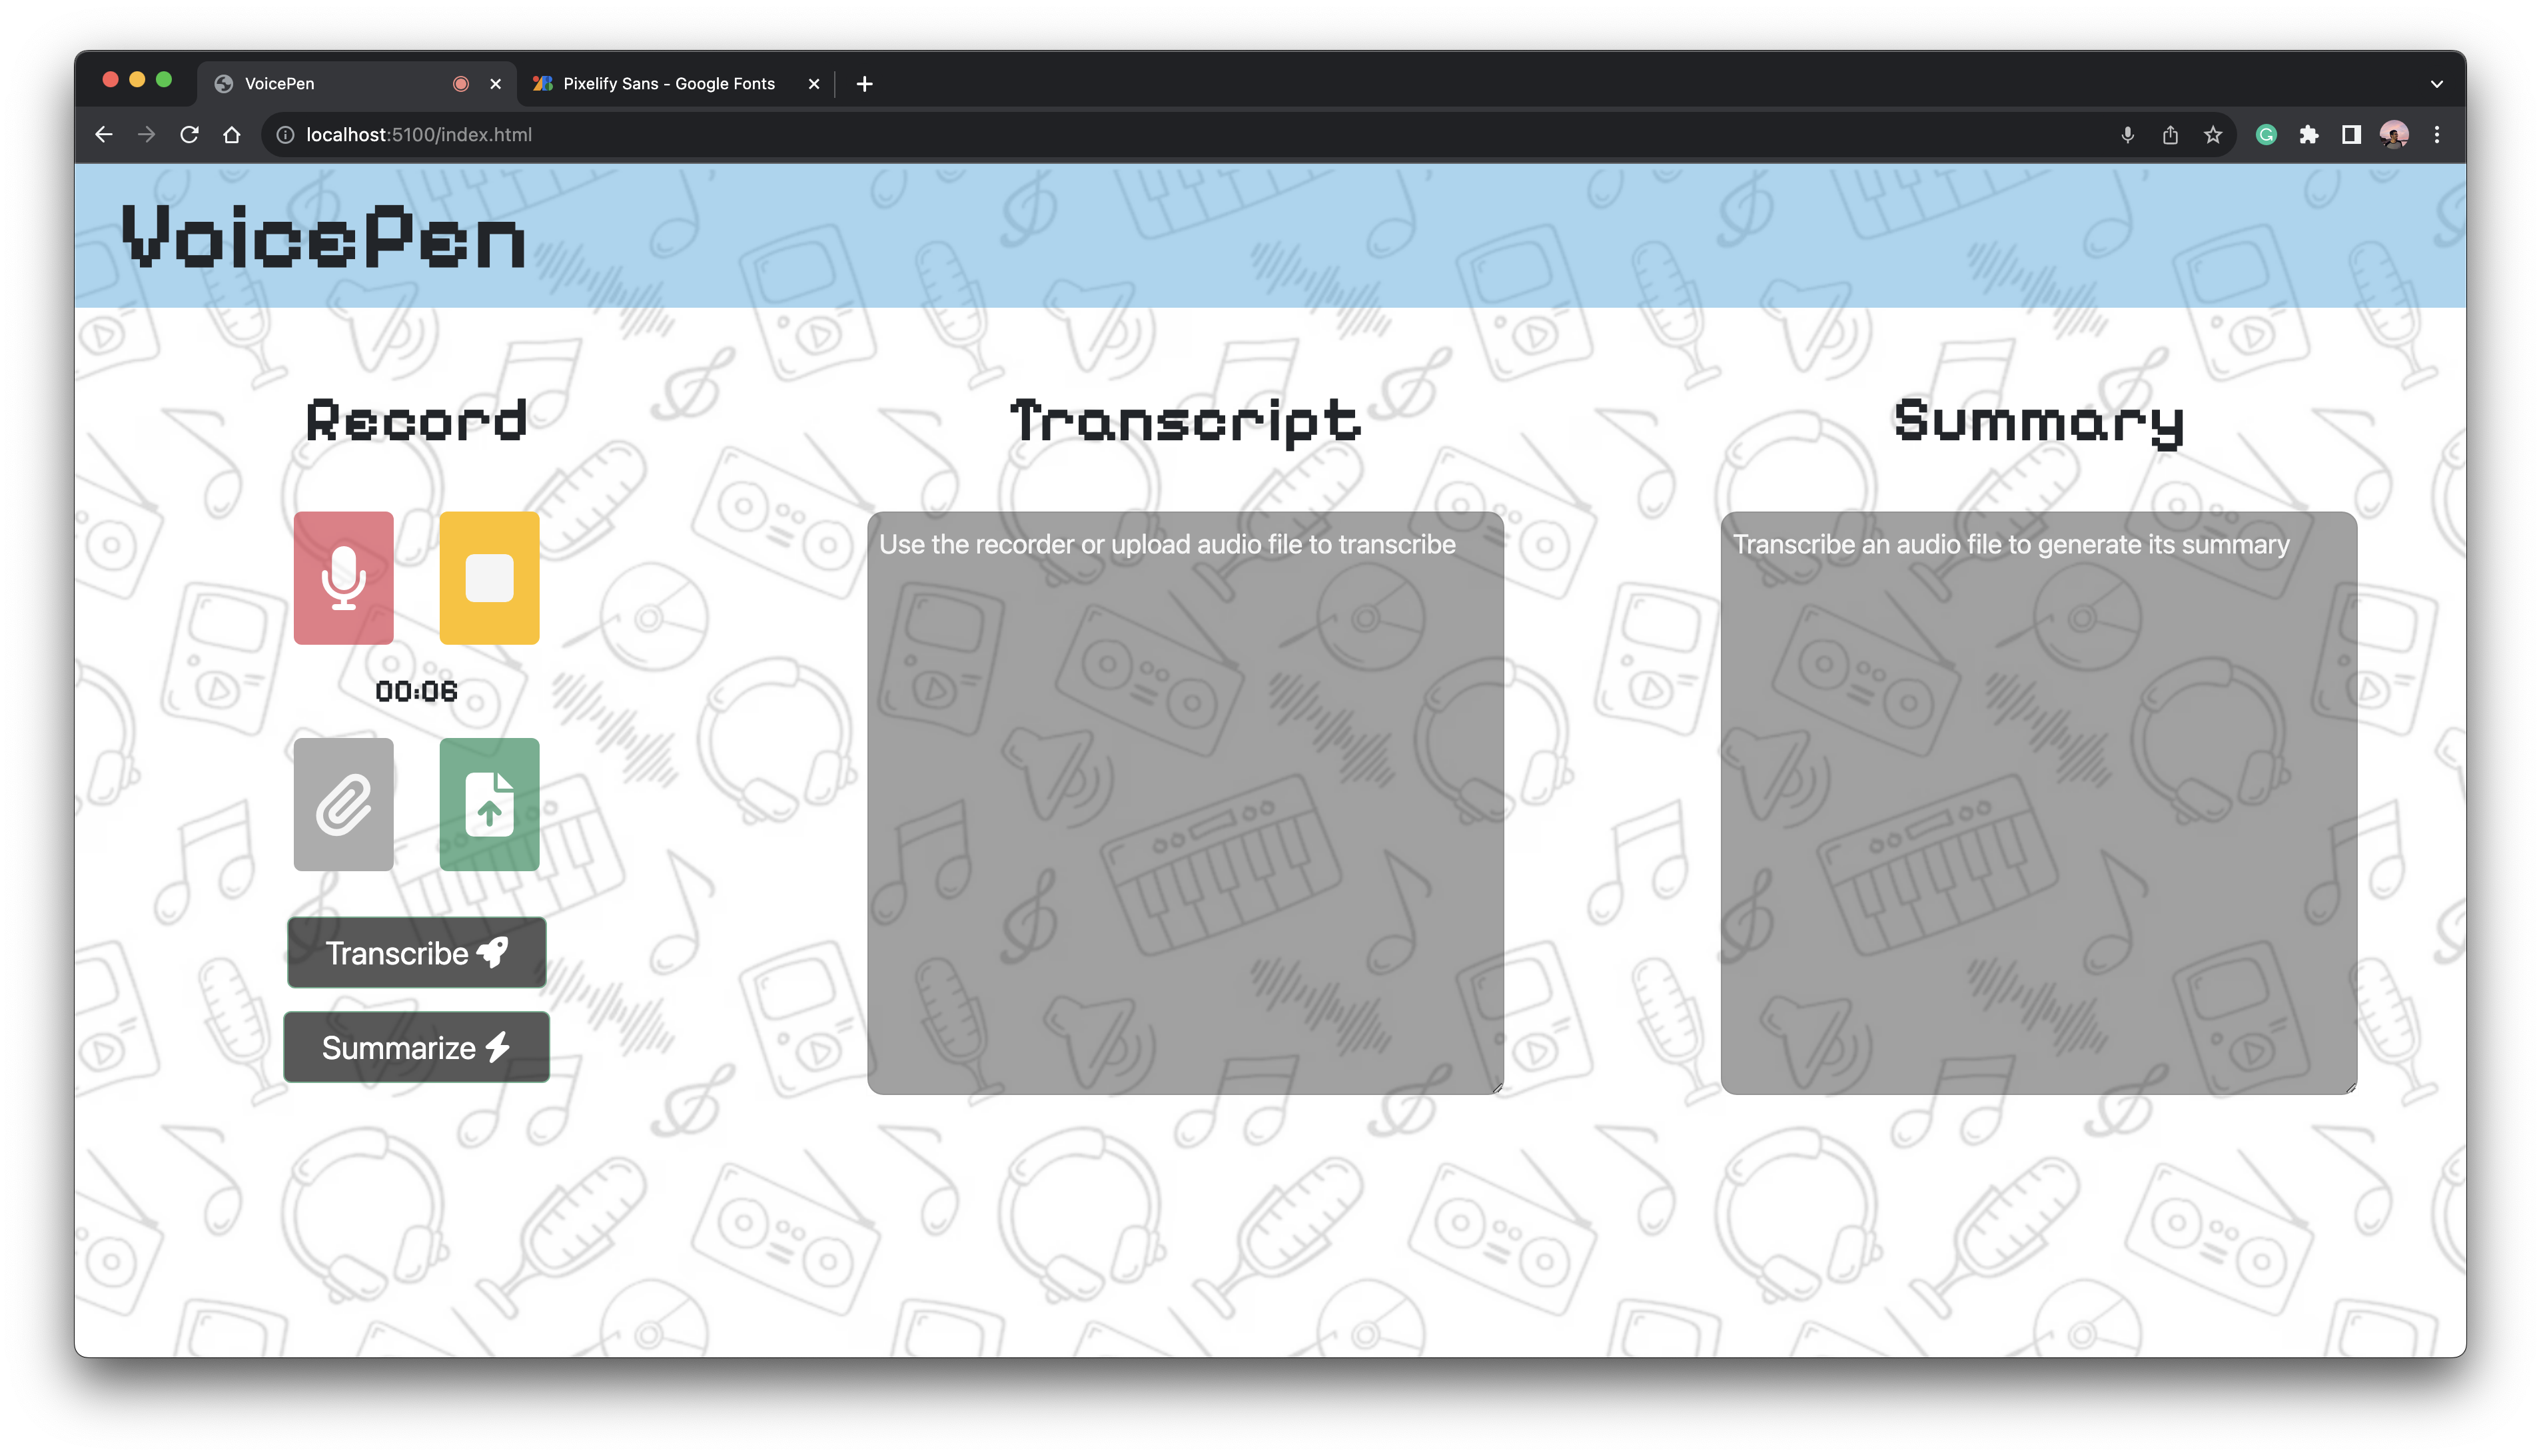 VoicePen
Pixelify Sans - Google Fonts
localhost:5100/index.html
VoicePen
Record
Transcript
Summary
Use the recorder or upload audio file to transcribe
Transcribe an audio file to generate its summary
00:06
Transcribe
Summarize